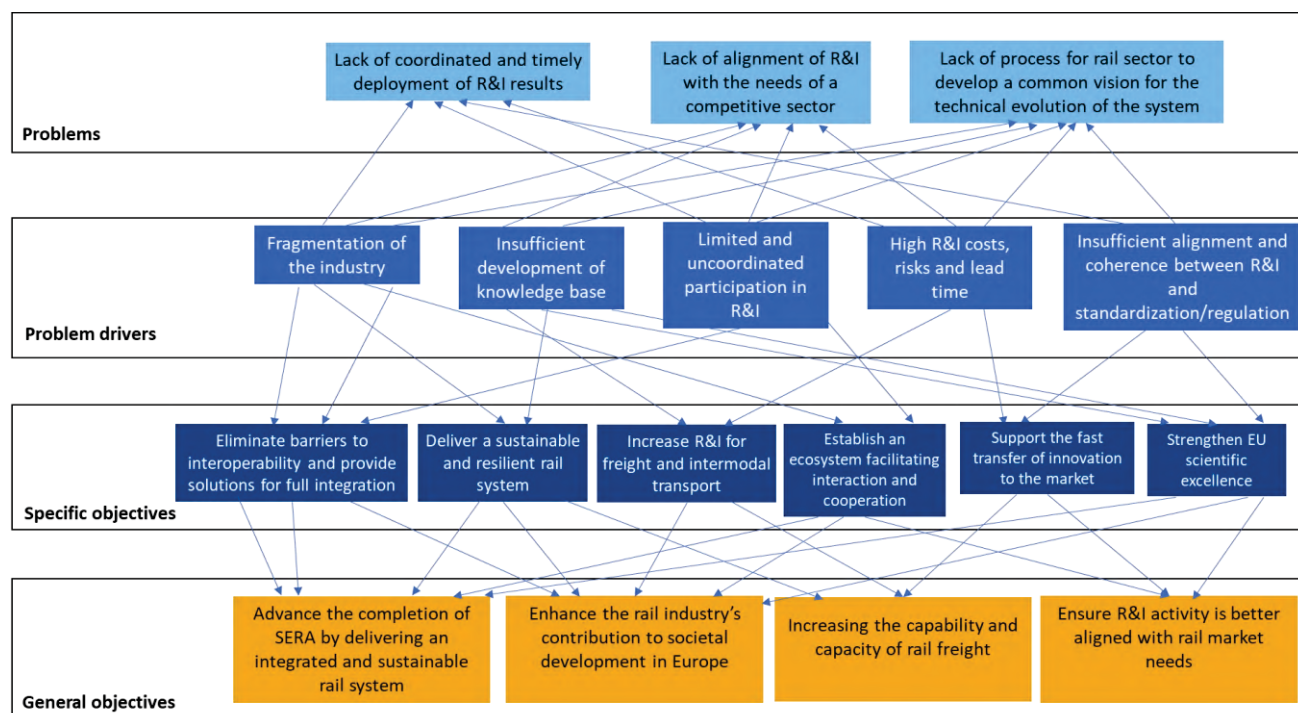 Lack of coordinated and timely
deployment of R&I results
Lack of alignment of R&I
with the needs of a
competitive sector
Lack of process for rail sector to
develop a common vision for the
technical evolution of the system
Problems
Fragmentation of
the industry
Insufficient
development of
knowledge base
Limited and
uncoordinated
participation in
R&I
High R&I costs,
risks and lead
time
Insufficient alignment and
coherence between R&I
and
standardization/regulation
Problem drivers
Eliminate barriers to
interoperability and provide
solutions for full integration
Deliver a sustainable
and resilient rail
system
Increase R&I for
freight and intermodal
transport
Establish an
ecosystem facilitating
interaction and
cooperation
Support the fast
transfer of innovation
to the market
Strengthen EU
scientific
excellence
Specific objectives
Advance the completion of
SERA by delivering an
integrated and sustainable
rail system
Enhance the rail industry's
contribution to societal
development in Europe
Increasing the capability and
capacity of rail freight
Ensure R&I activity is better
aligned with rail market
needs
General objectives